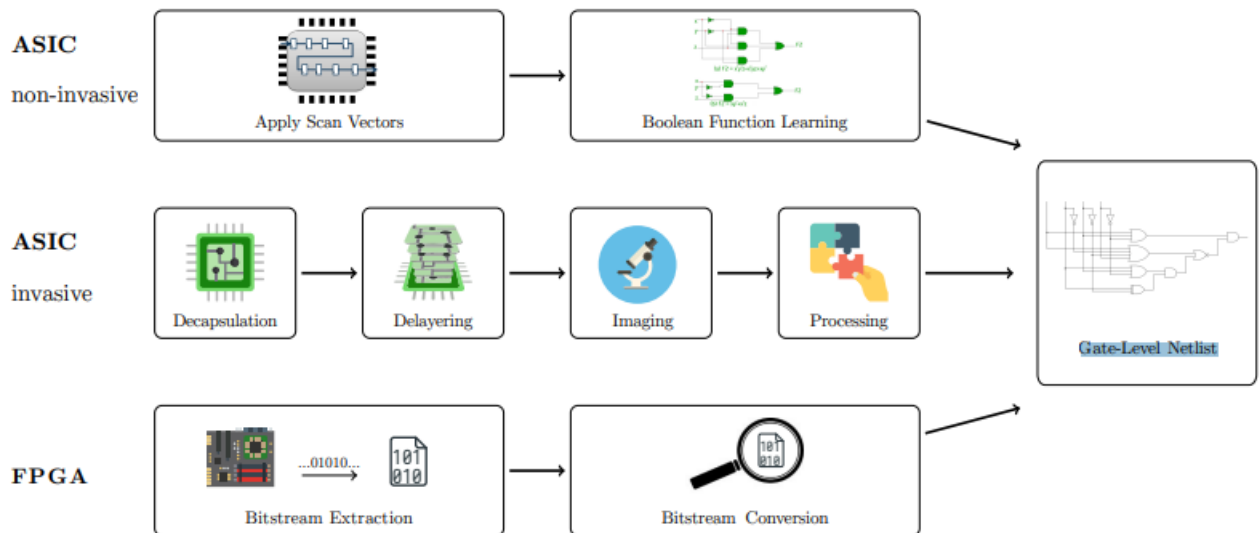 ASIC
non-invasive
Apply Scan Vectors
Boolean Function Learning
ASIC
invasive
Decapsulation
Delayering
Imaging
Processing
Gate-Level Netlist
FPGA
...01010...
101
010
Bitstream Extraction
101
010
Bitstream Conversion